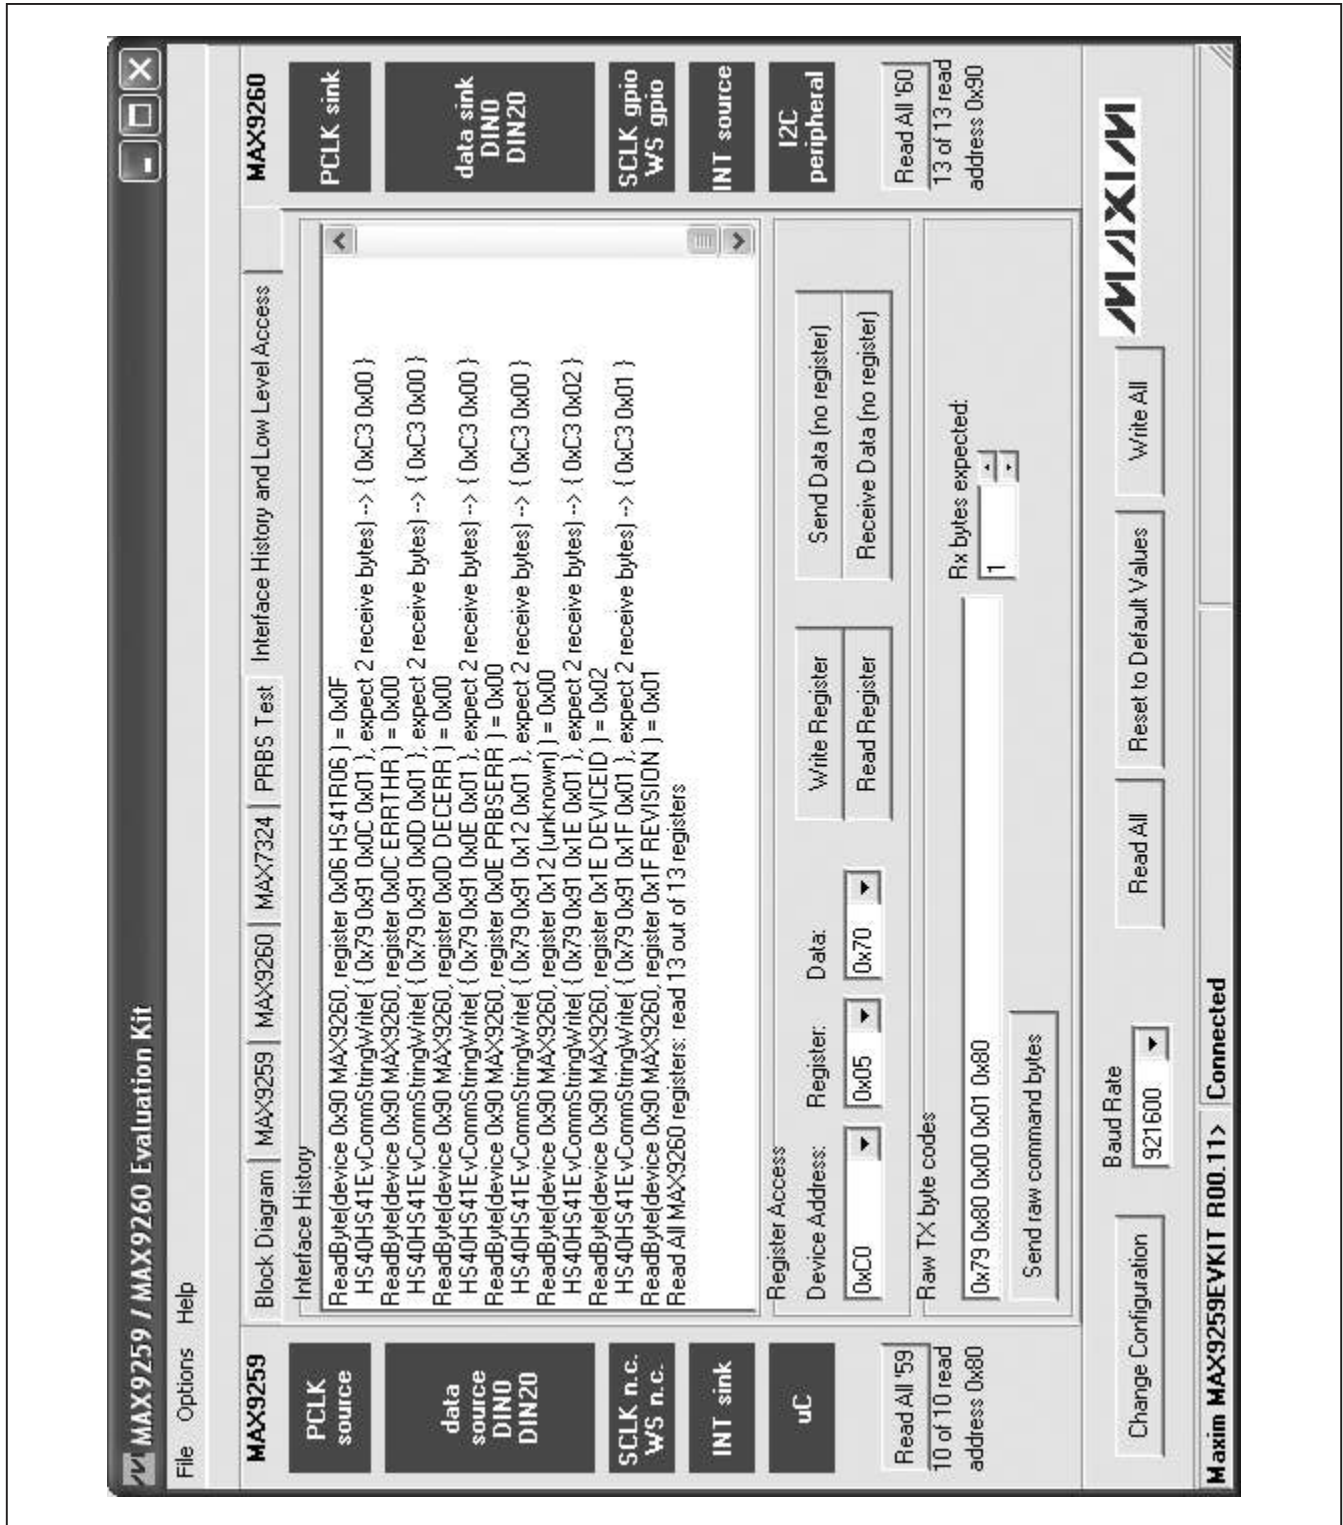 MAX9259 / MAX9260 Evaluation Kit
File Options Help
MAX9259
PCLK
source
data
source
DIN0
DIN20
SCLK n.c.
WS n.c.
INT sink
uC
Read All '59
10 of 10 read
address 0x80
Block Diagram MAX9259 MAX9260 MAX7324 PRBS Test Interface History and Low Level Access
Interface History
ReadByte(device 0x90 MAX9260, register 0x06 HS41R06 ) = 0x0F
HS40HS41EvCommStringWrite( { 0x79 0x91 0x0C 0x01 }, expect 2 receive bytes) --> { 0xC3 0x00 }
ReadByte(device 0x90 MAX9260, register 0x0C ERRTHR ) = 0x00
HS40HS41EvCommStringWrite( { 0x79 0x91 0x0D 0x01 }, expect 2 receive bytes) --> { 0xC3 0x00 }
ReadByte(device 0x90 MAX9260, register 0x0D DECERR ) = 0x00
HS40HS41EvCommStringWrite( { 0x79 0x91 0x0E 0x01 }, expect 2 receive bytes) --> { 0xC3 0x00 }
ReadByte(device 0x90 MAX9260, register 0x0E PRBSERR ) = 0x00
HS40HS41EvCommStringWrite( { 0x79 0x91 0x12 0x01 }, expect 2 receive bytes) --> { 0xC3 0x00 }
ReadByte(device 0x90 MAX9260, register 0x12 (unknown) ) = 0x00
HS40HS41EvCommStringWrite( { 0x79 0x91 0x1E 0x01 }, expect 2 receive bytes) --> { 0xC3 0x02 }
ReadByte(device 0x90 MAX9260, register 0x1E DEVICEID ) = 0x02
HS40HS41EvCommStringWrite( { 0x79 0x91 0x1F 0x01 }, expect 2 receive bytes) --> { 0xC3 0x01 }
ReadByte(device 0x90 MAX9260, register 0x1F REVISION ) = 0x01
Read All MAX9260 registers: read 13 out of 13 registers
Register Access
Device Address: Register: Data:
0xC0 0x05 0x70
Write Register
Read Register
Send Data (no register)
Receive Data (no register)
Raw TX byte codes
0x79 0x80 0x00 0x01 0x80
Rx bytes expected:
1
Send raw command bytes
MAX9260
PCLK sink
data sink
DIN0
DIN20
SCLK gpio
WS gpio
INT source
I2C
peripheral
Read All '60
13 of 13 read
address 0x90
Change Configuration
Baud Rate
921600
Read All
Reset to Default Values
Write All
MAXIM
Maxim MAX9259EVKIT R00.11> Connected